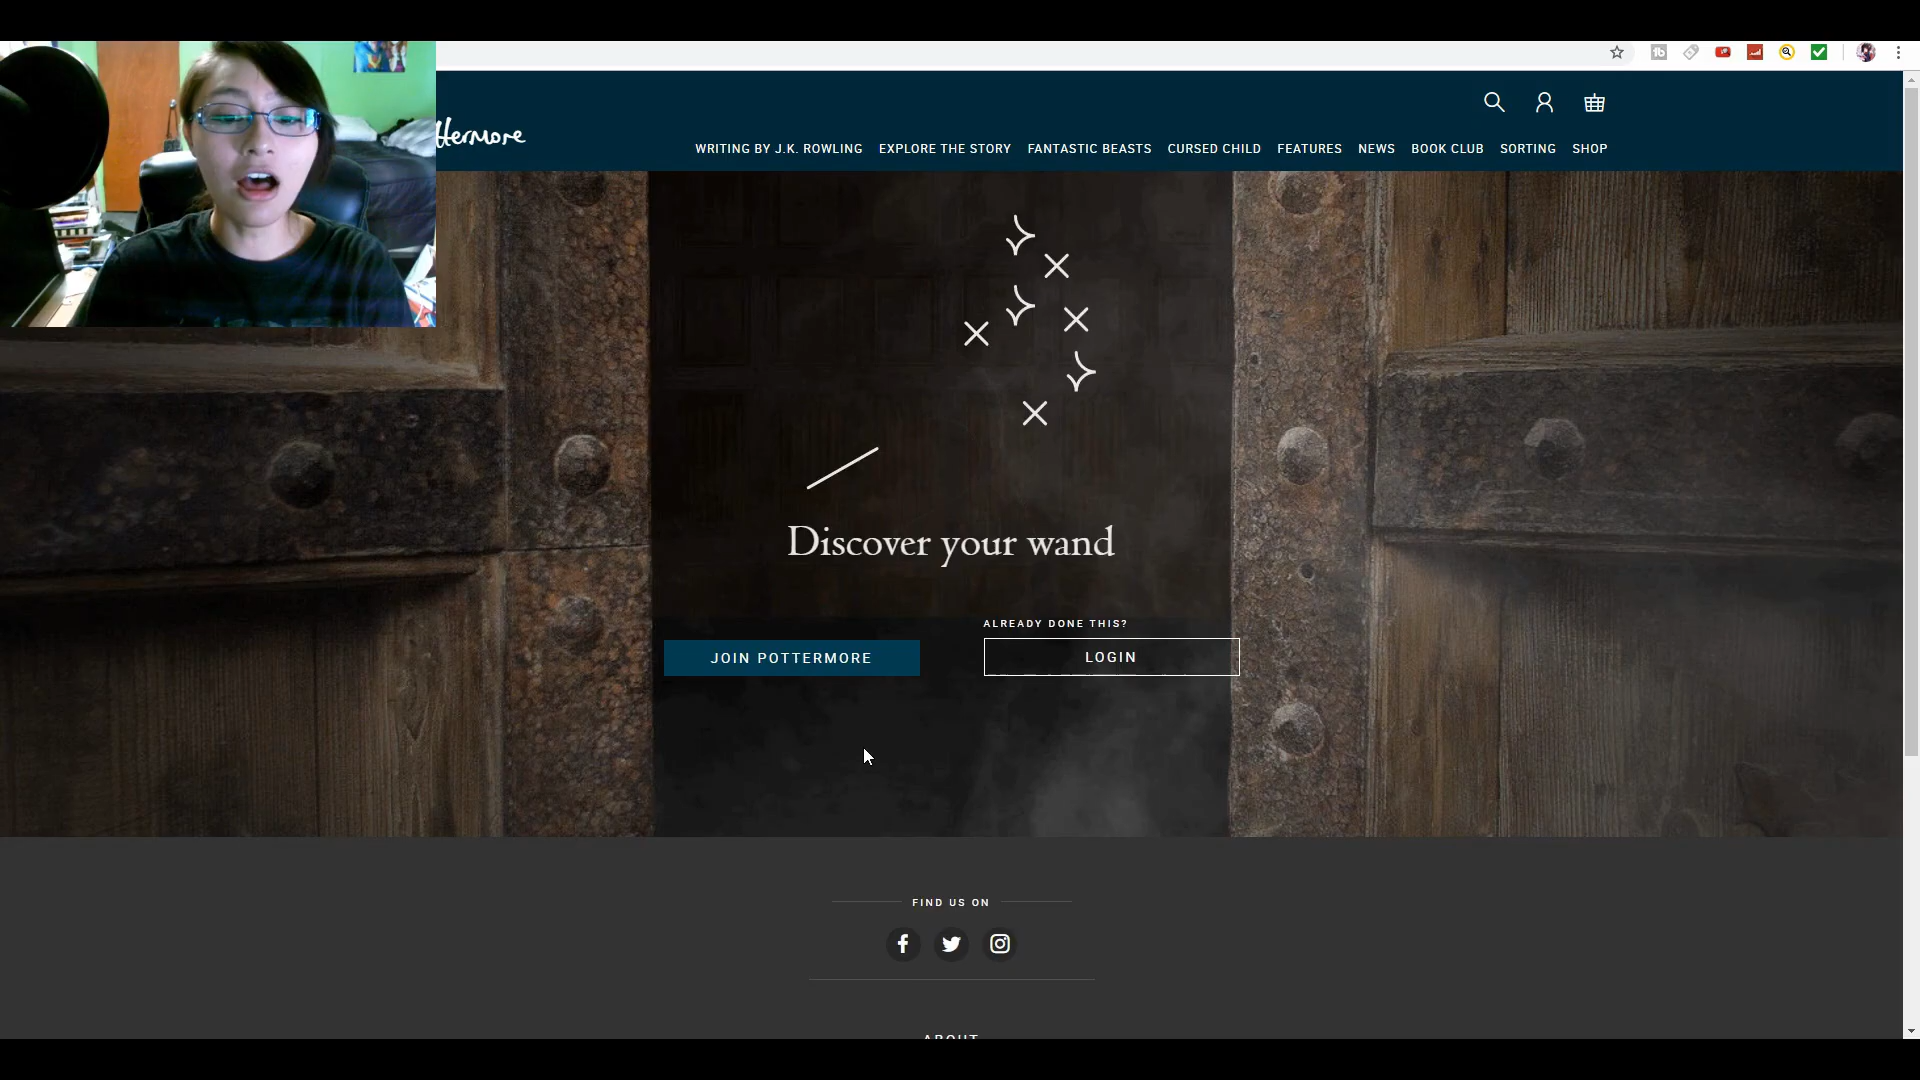 ttermore
WRITING BY J.K. ROWLING EXPLORE THE STORY FANTASTIC BEASTS CURSED CHILD FEATURES NEWS BOOK CLUB SORTING SHOP
Discover your wand
ALREADY DONE THIS?
JOIN POTTERMORE
LOGIN
FIND US ON
ABOUT